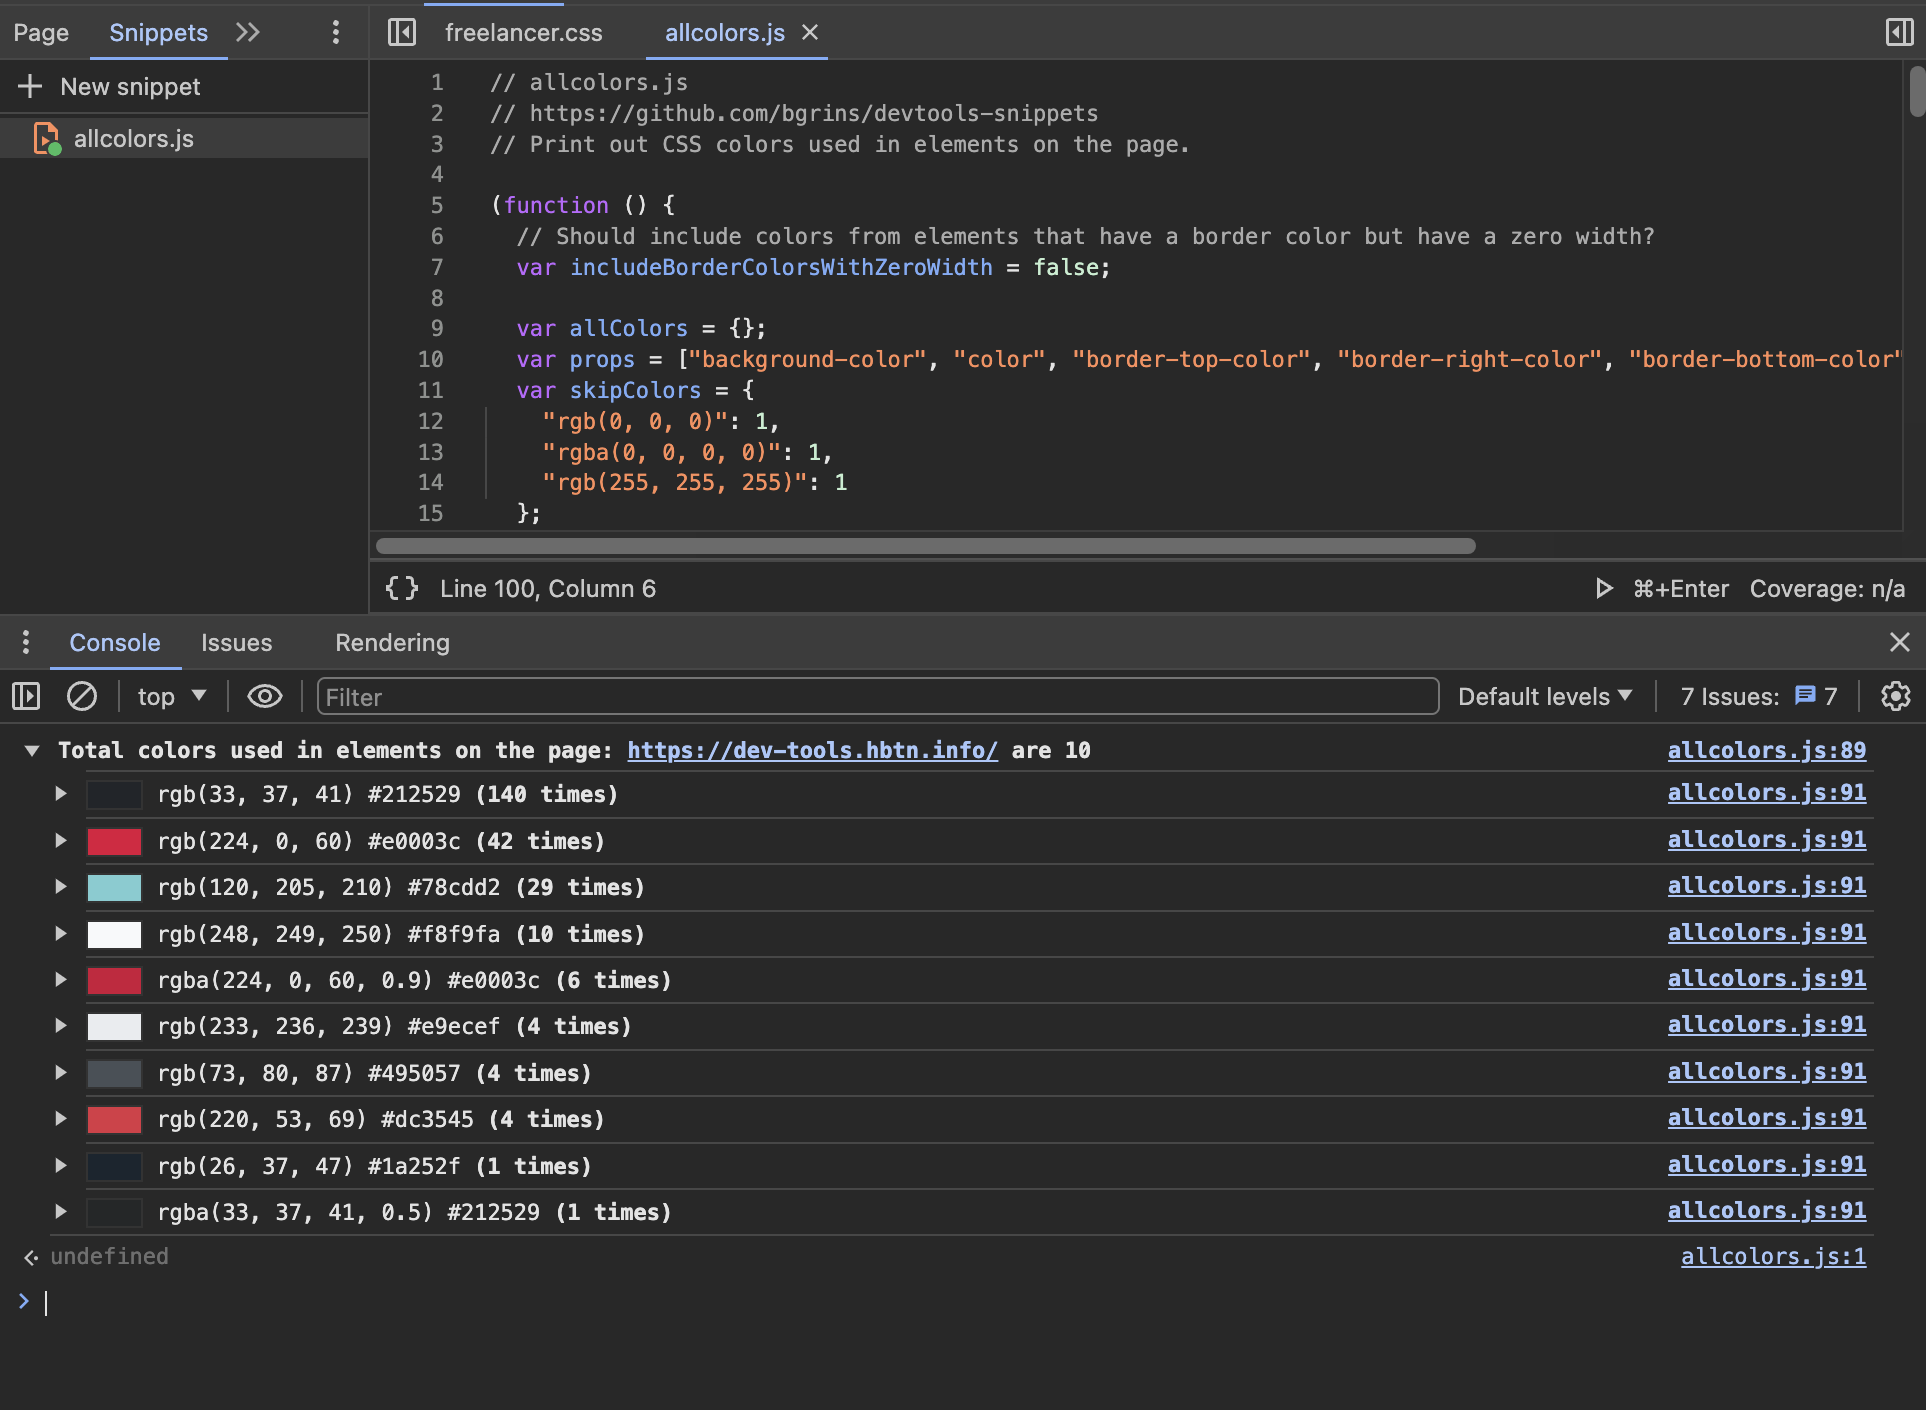 Page Snippets
New snippet
allcolors.js
freelancer.css allcolors.js
1 // allcolors.js
2 // https://github.com/bgrins/devtools-snippets
3 // Print out CSS colors used in elements on the page.
4
5 (function () {
6 // Should include colors from elements that have a border color but have a zero width?
7 var includeBorderColorsWithZeroWidth = false;
8
9 var allColors = {};
10 var props = ["background-color", "color", "border-top-color", "border-right-color", "border-bottom-color"
11 var skipColors = {
12 "rgb(0, 0, 0)": 1,
13 "rgba(0, 0, 0, 0)": 1,
14 "rgb(255, 255, 255)": 1
15 };
{} Line 100, Column 6 ⌘+Enter Coverage: n/a
Console Issues Rendering
top Filter Default levels 7 Issues: 7
Total colors used in elements on the page: https://dev-tools.hbtn.info/ are 10 allcolors.js:89
rgb(33, 37, 41) #212529 (140 times) allcolors.js:91
rgb(224, 0, 60) #e0003c (42 times) allcolors.js:91
rgb(120, 205, 210) #78cdd2 (29 times) allcolors.js:91
rgb(248, 249, 250) #f8f9fa (10 times) allcolors.js:91
rgba(224, 0, 60, 0.9) #e0003c (6 times) allcolors.js:91
rgb(233, 236, 239) #e9ecef (4 times) allcolors.js:91
rgb(73, 80, 87) #495057 (4 times) allcolors.js:91
rgb(220, 53, 69) #dc3545 (4 times) allcolors.js:91
rgb(26, 37, 47) #1a252f (1 times) allcolors.js:91
rgba(33, 37, 41, 0.5) #212529 (1 times) allcolors.js:91
undefined allcolors.js:1